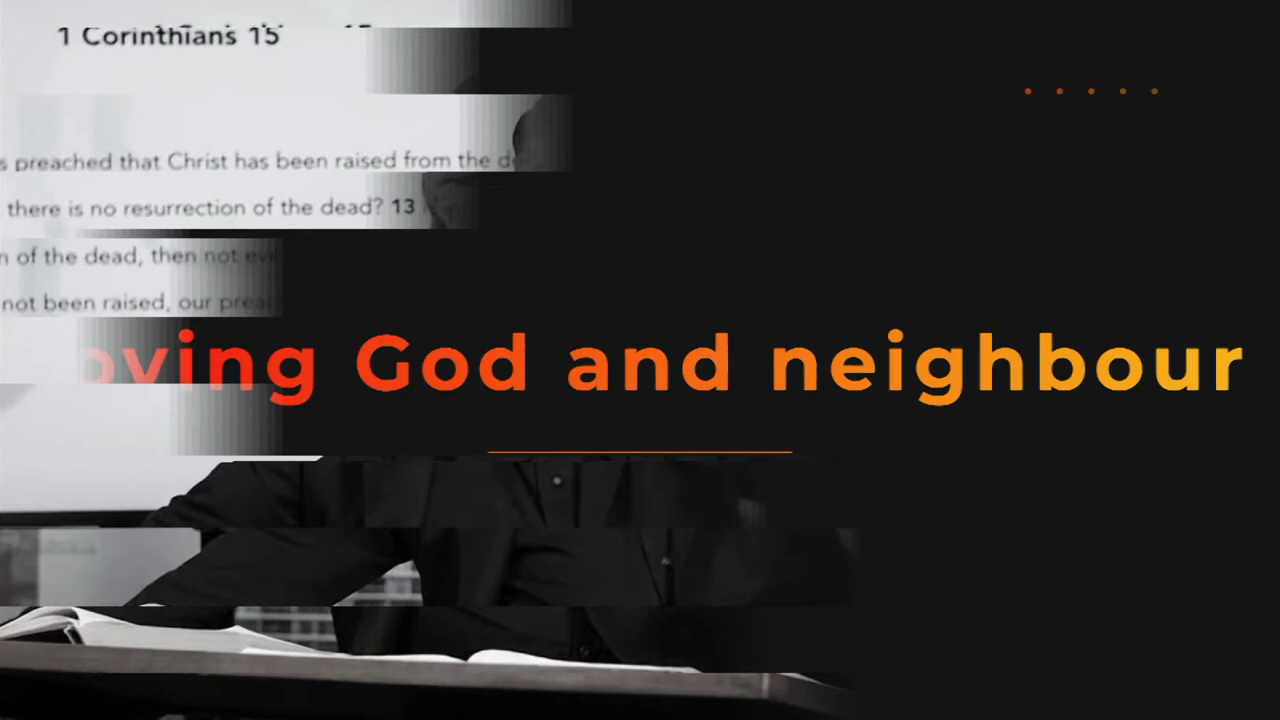 1 Corinthians 15
preached that Christ has been raised from the
there is no resurrection of the dead? 13
of the dead, then not
not been raised, our
oving God and neighbour